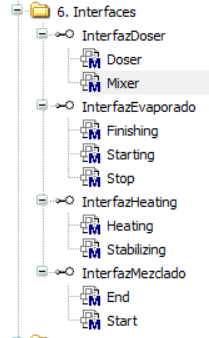 6. Interfaces
InterfazDoser
Doser
Mixer
InterfazEvaporado
Finishing
Starting
Stop
InterfazHeating
Heating
Stabilizing
InterfazMezclado
End
Start